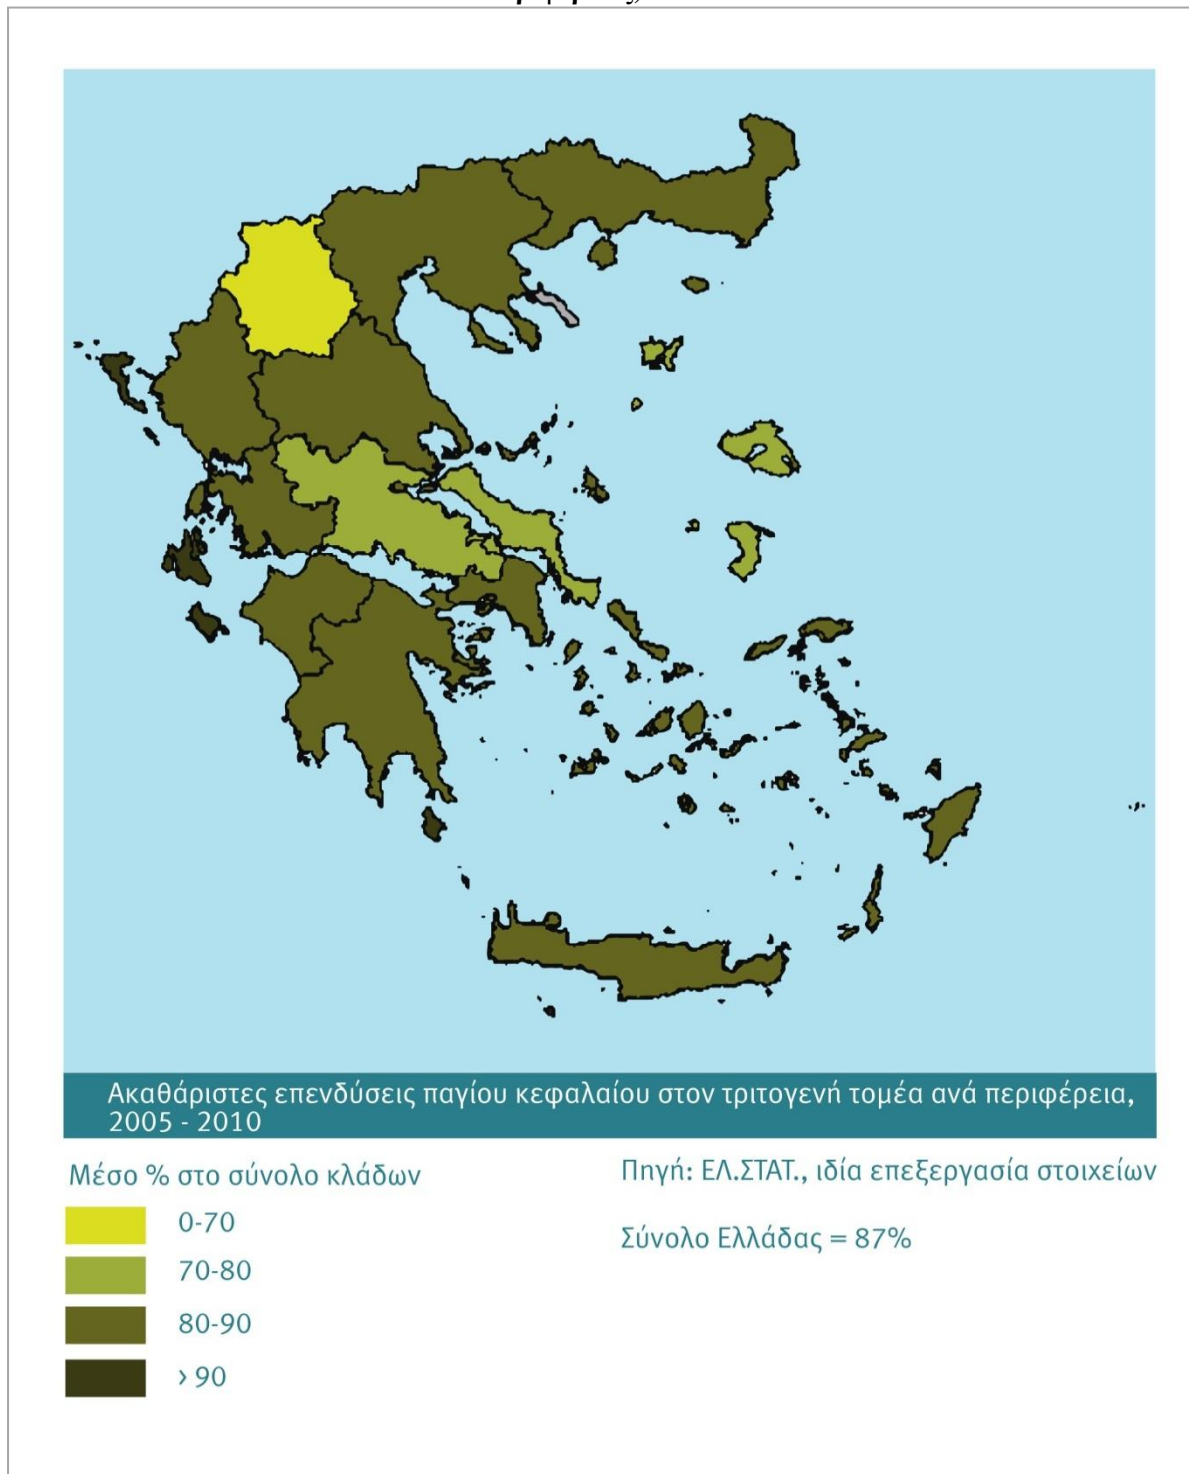 Ακαθάριστες επενδύσεις παγίου κεφαλαίου στον τριτογενή τομέα ανά περιφέρεια,
2005 - 2010
Μέσο % στο σύνολο κλάδων
0-70
70-80
80-90
> 90
Πηγή: ΕΛ.ΣΤΑΤ., ιδία επεξεργασία στοιχείων
Σύνολο Ελλάδας = 87%